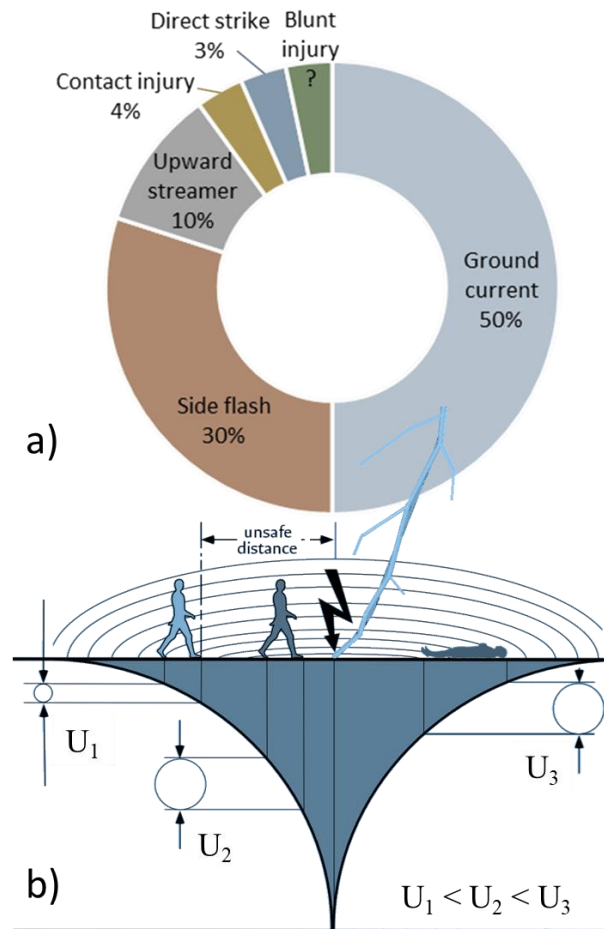 Direct strike
3%
Blunt
injury
?
Contact injury
4%
Upward
streamer
10%
Ground
current
50%
Side flash
30%
a)
unsafe
distance
U₁
U₂
U₃
b)
U₁ < U₂ < U₃